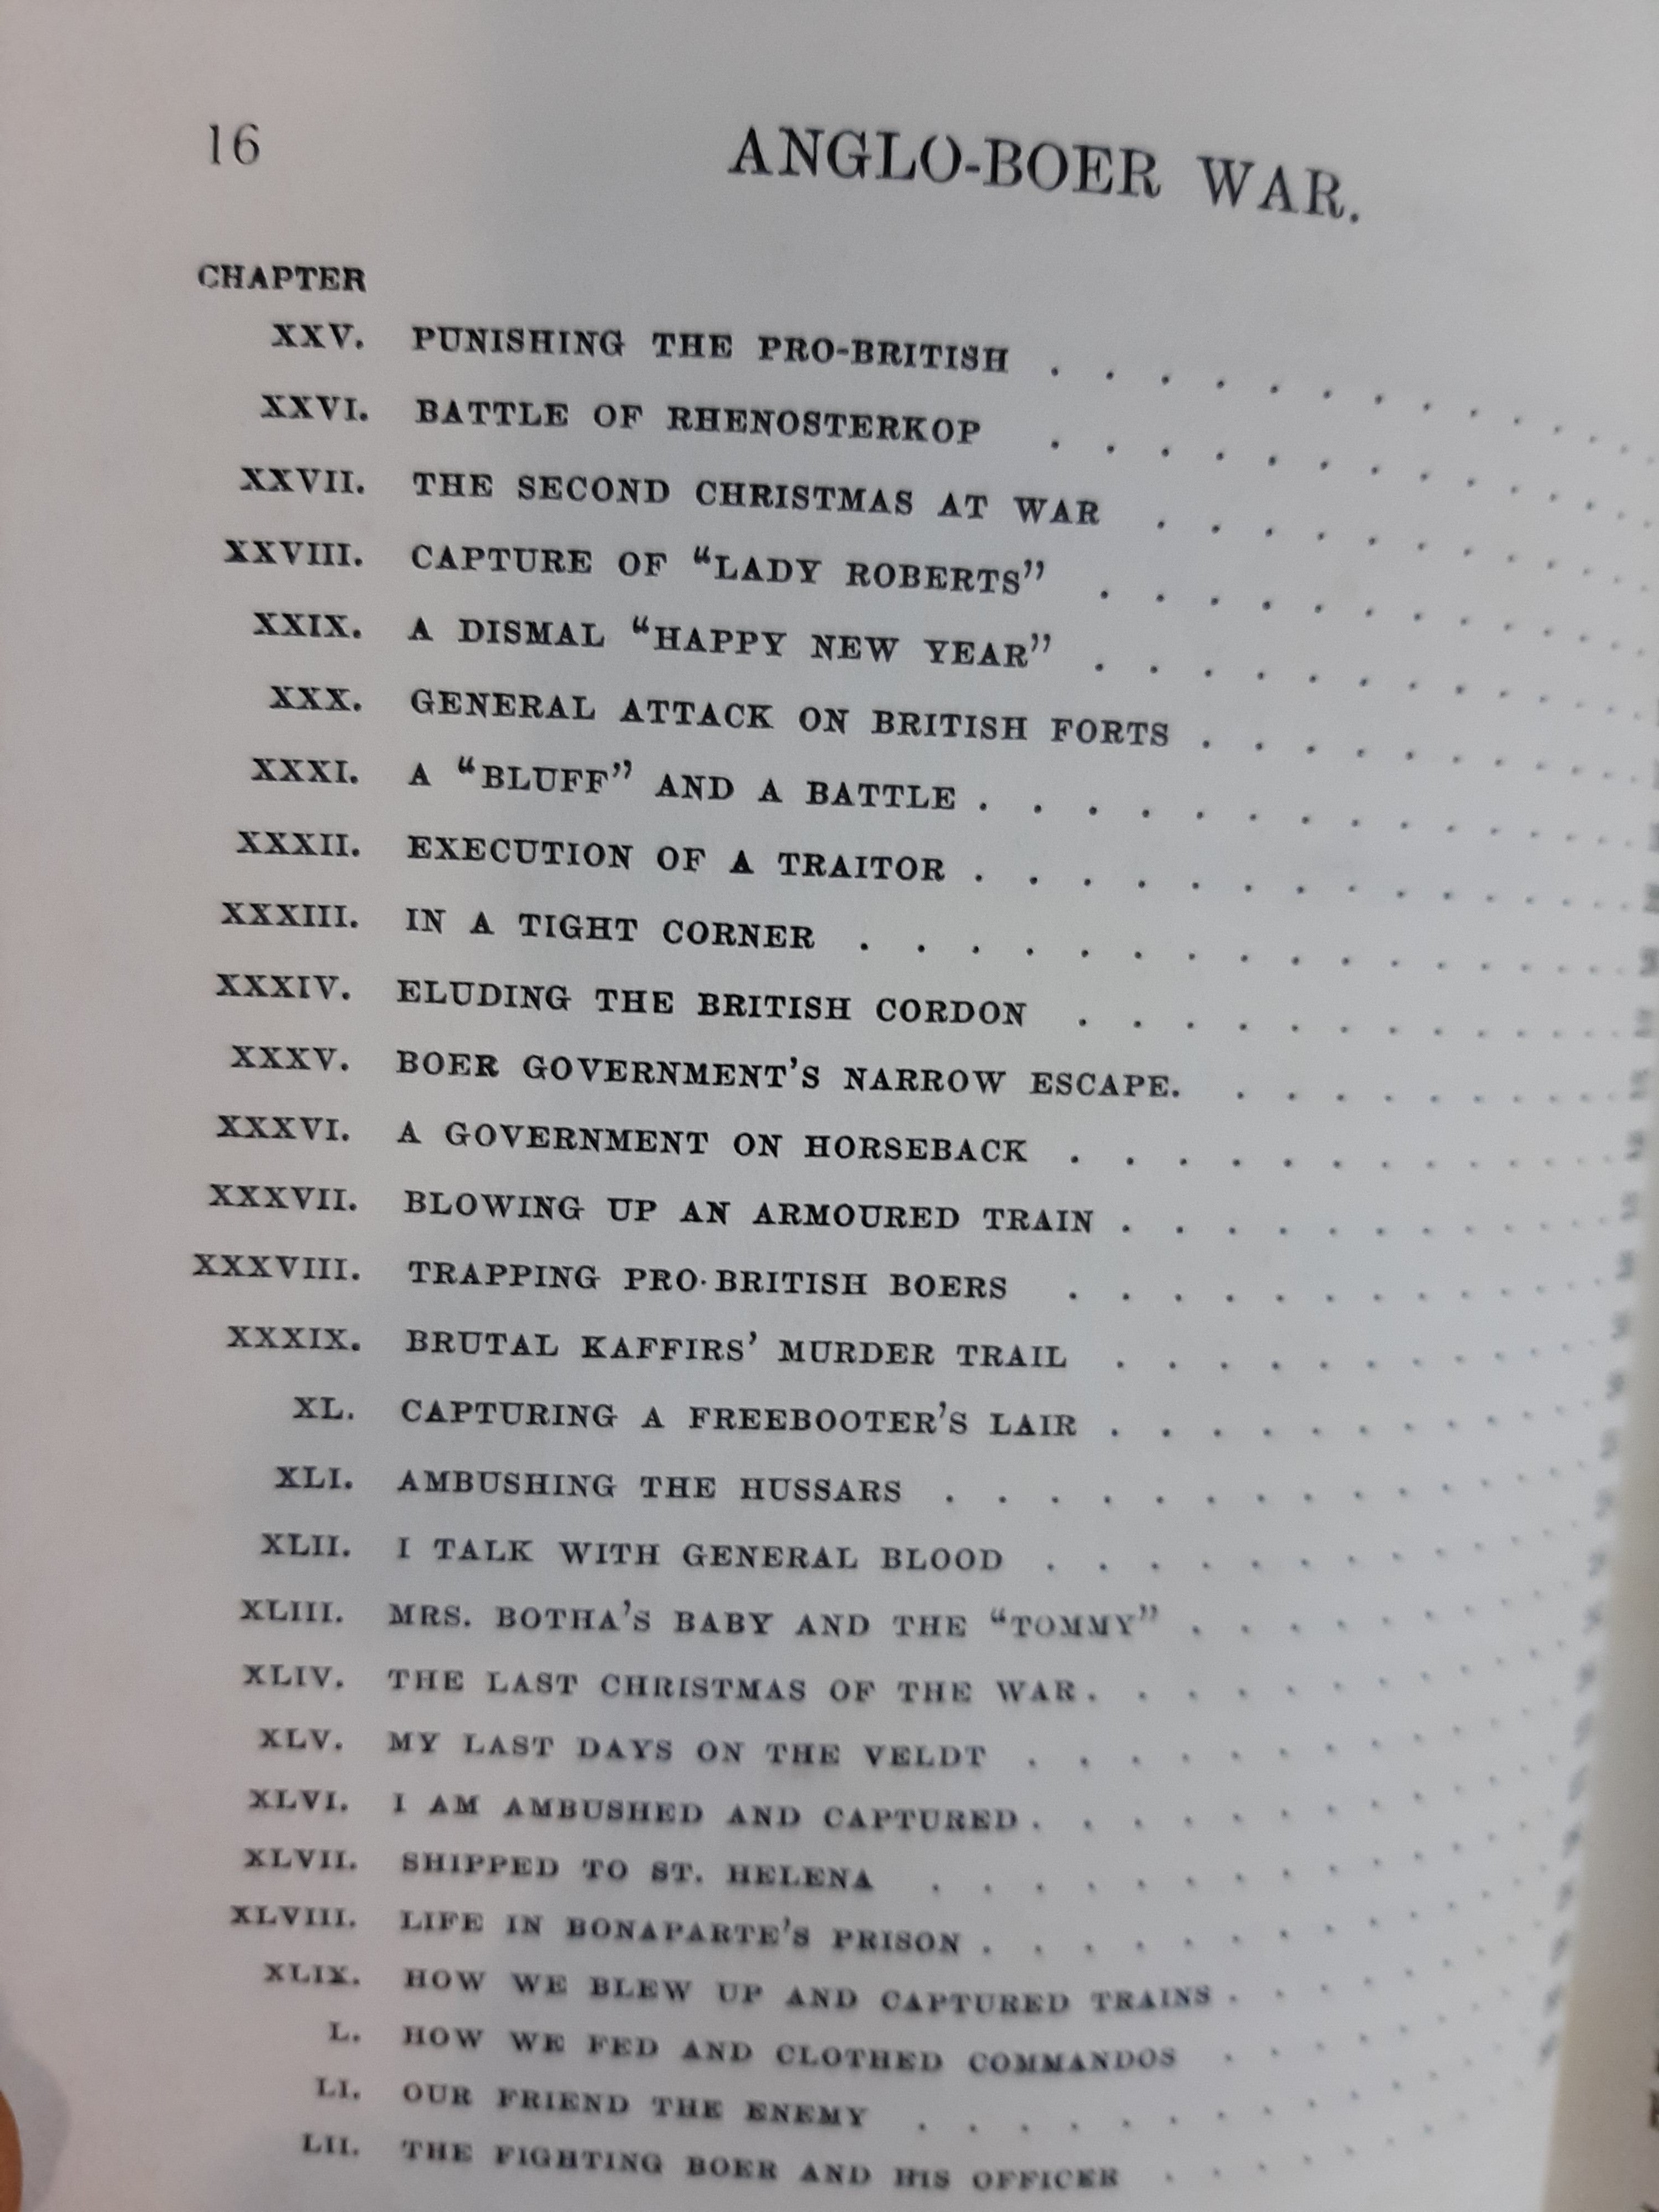 16 ANGLO-BOER WAR.
CHAPTER
XXV. PUNISHING THE PRO-BRITISH . . . . . . . . . . .
XXVI. BATTLE OF RHENOSTERKOP . . . . . . . . . . .
XXVII. THE SECOND CHRISTMAS AT WAR . . . . . . . . .
XXVIII. CAPTURE OF "LADY ROBERTS" . . . . . . . . . .
XXIX. A DISMAL "HAPPY NEW YEAR" . . . . . . . . . .
XXX. GENERAL ATTACK ON BRITISH FORTS . . . . . . . .
XXXI. A "BLUFF" AND A BATTLE . . . . . . . . . . . .
XXXII. EXECUTION OF A TRAITOR . . . . . . . . . . . .
XXXIII. IN A TIGHT CORNER . . . . . . . . . . . . . .
XXXIV. ELUDING THE BRITISH CORDON . . . . . . . . . .
XXXV. BOER GOVERNMENT'S NARROW ESCAPE. . . . . . . .
XXXVI. A GOVERNMENT ON HORSEBACK . . . . . . . . . .
XXXVII. BLOWING UP AN ARMOURED TRAIN . . . . . . . . .
XXXVIII. TRAPPING PRO-BRITISH BOERS . . . . . . . . . .
XXXIX. BRUTAL KAFFIRS' MURDER TRAIL . . . . . . . . .
XL. CAPTURING A FREEBOOTER'S LAIR . . . . . . . . .
XLI. AMBUSHING THE HUSSARS . . . . . . . . . . . .
XLII. I TALK WITH GENERAL BLOOD . . . . . . . . . .
XLIII. MRS. BOTHA'S BABY AND THE "TOMMY" . . . . . . .
XLIV. THE LAST CHRISTMAS OF THE WAR . . . . . . . . .
XLV. MY LAST DAYS ON THE VELDT . . . . . . . . . .
XLVI. I AM AMBUSHED AND CAPTURED . . . . . . . . . .
XLVII. SHIPPED TO ST. HELENA . . . . . . . . . . . .
XLVIII. LIFE IN BONAPARTE'S PRISON . . . . . . . . . .
XLIX. HOW WE BLEW UP AND CAPTURED TRAINS . . . . . .
L. HOW WE FED AND CLOTHED COMMANDOS . . . . . . .
LI. OUR FRIEND THE ENEMY . . . . . . . . . . . .
LII. THE FIGHTING BOER AND HIS OFFICER . . . . . .